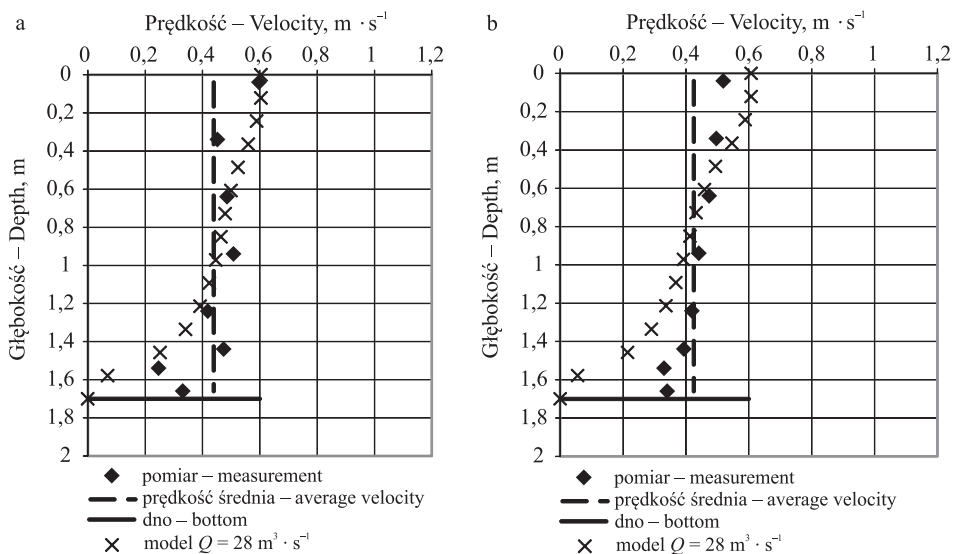 a
Prędkość – Velocity, m · s⁻¹
0 0,2 0,4 0,6 0,8 1 1,2
Głębokość – Depth, m
0
0,2
0,4
0,6
0,8
1
1,2
1,4
1,6
1,8
2
pomiar – measurement
prędkość średnia – average velocity
dno – bottom
model Q = 28 m³ · s⁻¹
b
Prędkość – Velocity, m · s⁻¹
0 0,2 0,4 0,6 0,8 1 1,2
Głębokość – Depth, m
0
0,2
0,4
0,6
0,8
1
1,2
1,4
1,6
1,8
2
pomiar – measurement
prędkość średnia – average velocity
dno – bottom
model Q = 28 m³ · s⁻¹